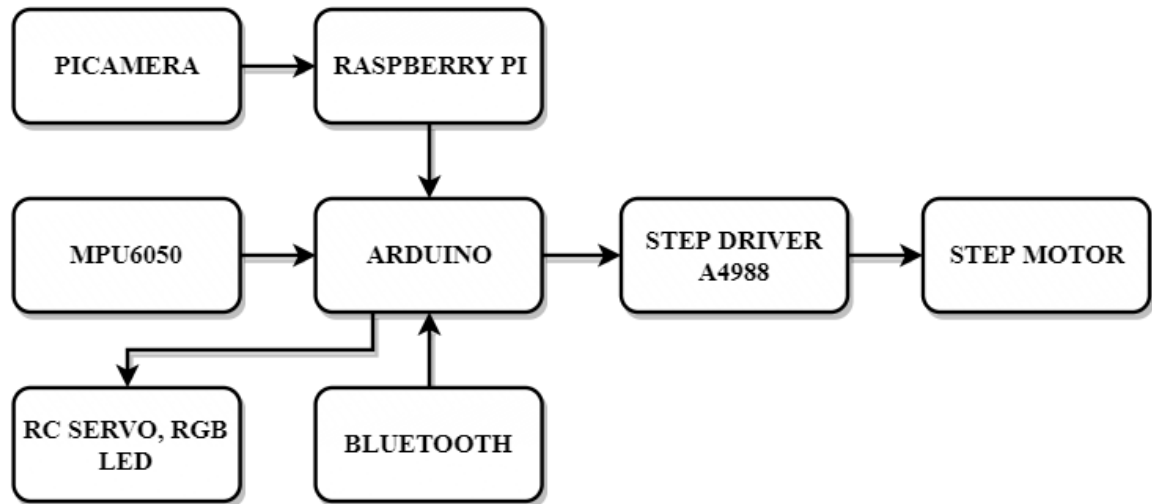 PICAMERA
RASPBERRY PI
MPU6050
ARDUINO
STEP DRIVER
A4988
STEP MOTOR
RC SERVO, RGB
LED
BLUETOOTH